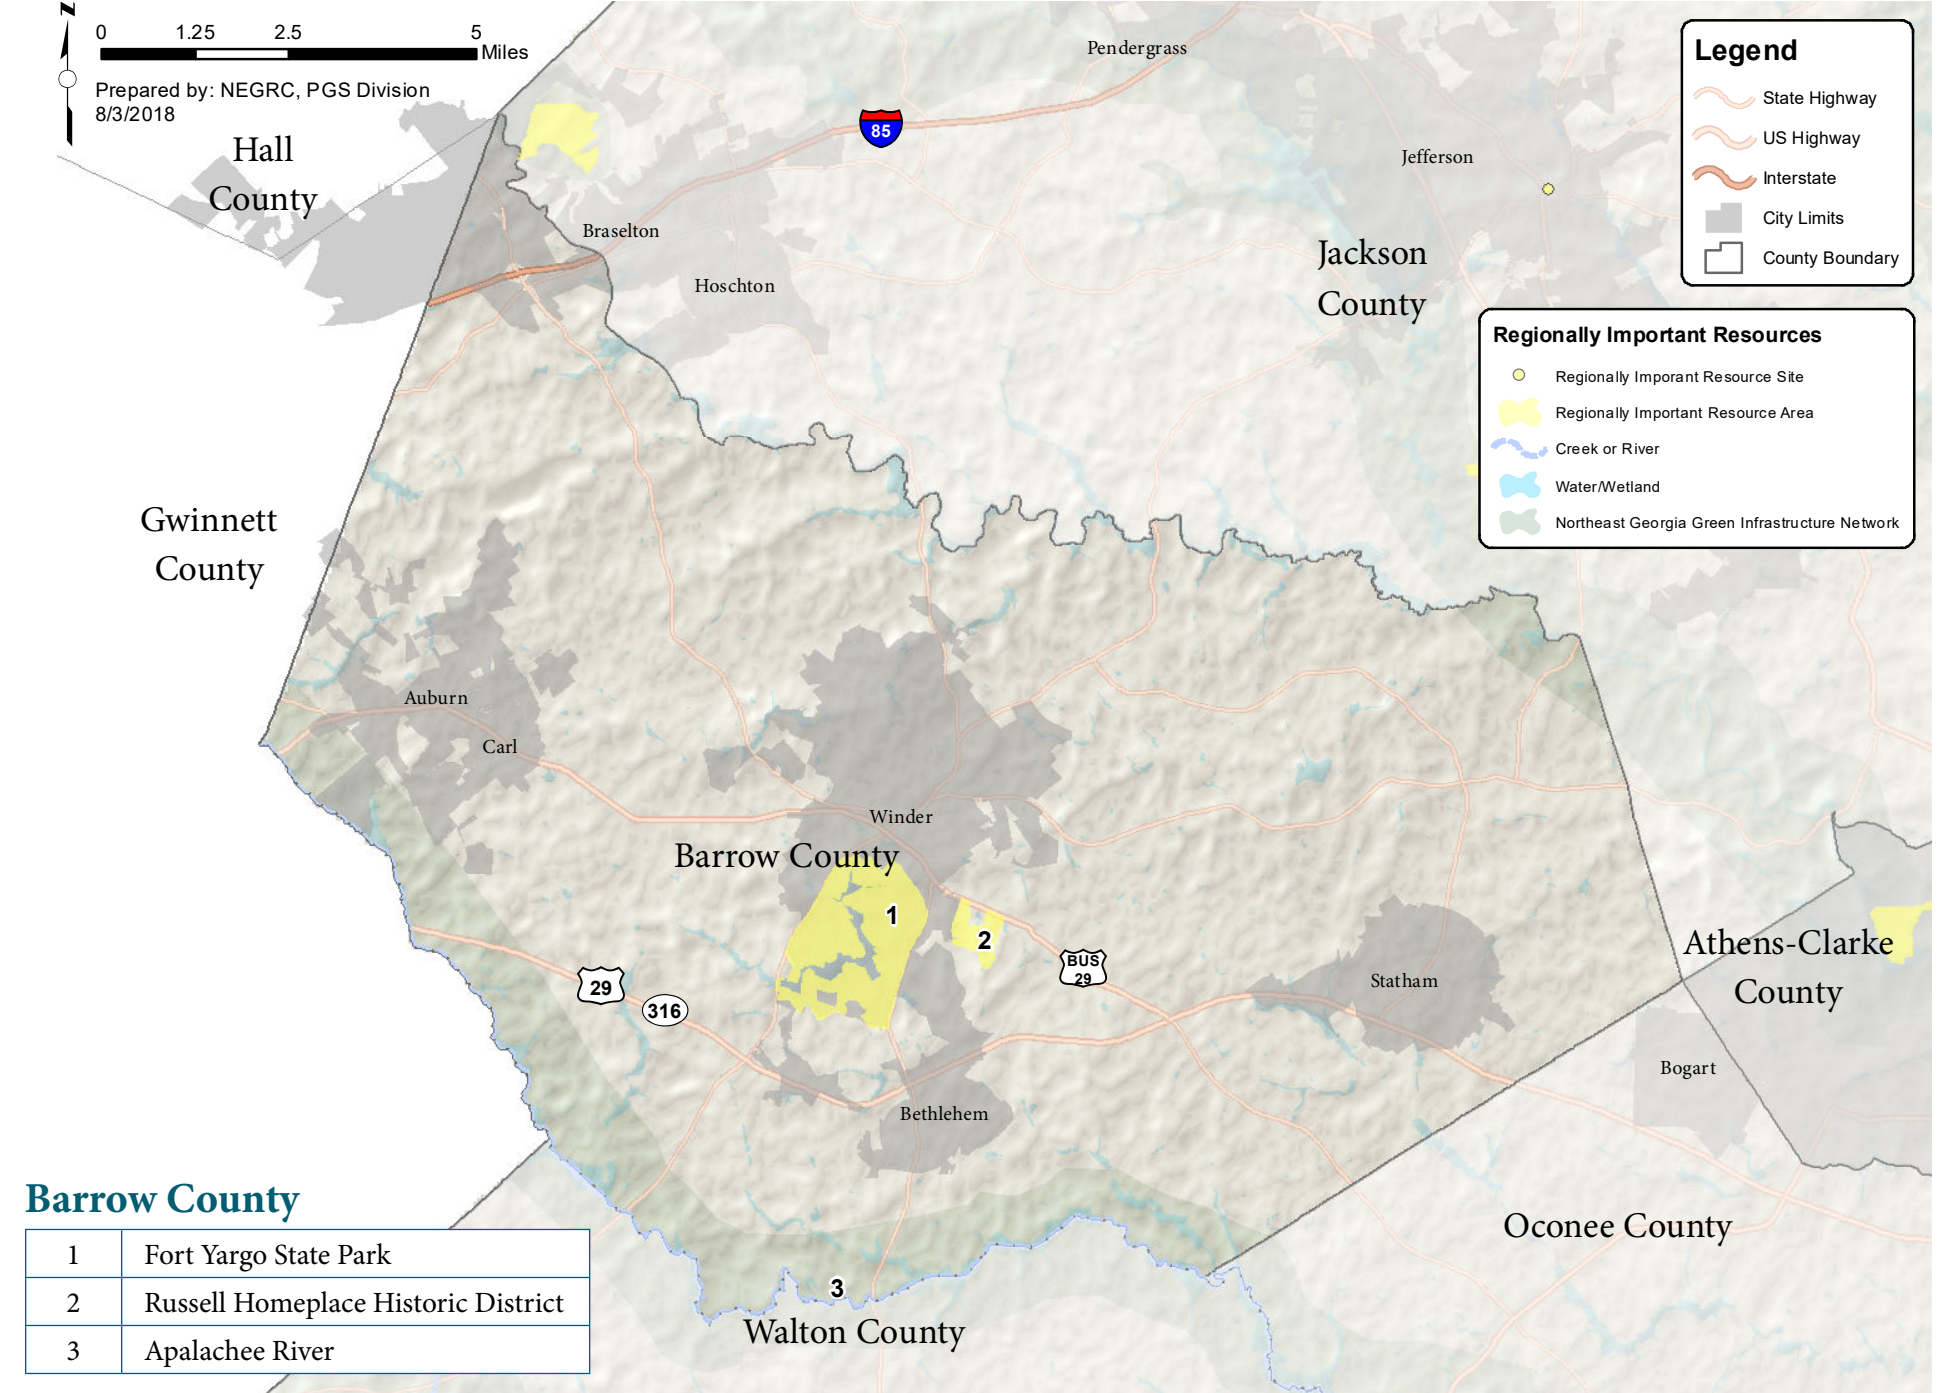 N
0 1.25 2.5 5
Miles
Prepared by: NEGRC, PGS Division
8/3/2018
Hall
County
Pendergrass
85
Jefferson
Braselton
Hoschton
Jackson
County
Legend
State Highway
US Highway
Interstate
City Limits
County Boundary
Regionally Important Resources
Regionally Imporant Resource Site
Regionally Important Resource Area
Creek or River
Water/Wetland
Northeast Georgia Green Infrastructure Network
Gwinnett
County
Auburn
Carl
Winder
Barrow County
1
2
29
316
BUS
29
Statham
Athens-Clarke
County
Bogart
Bethlehem
Oconee County
3
Walton County
Barrow County
1 Fort Yargo State Park
2 Russell Homeplace Historic District
3 Apalachee River